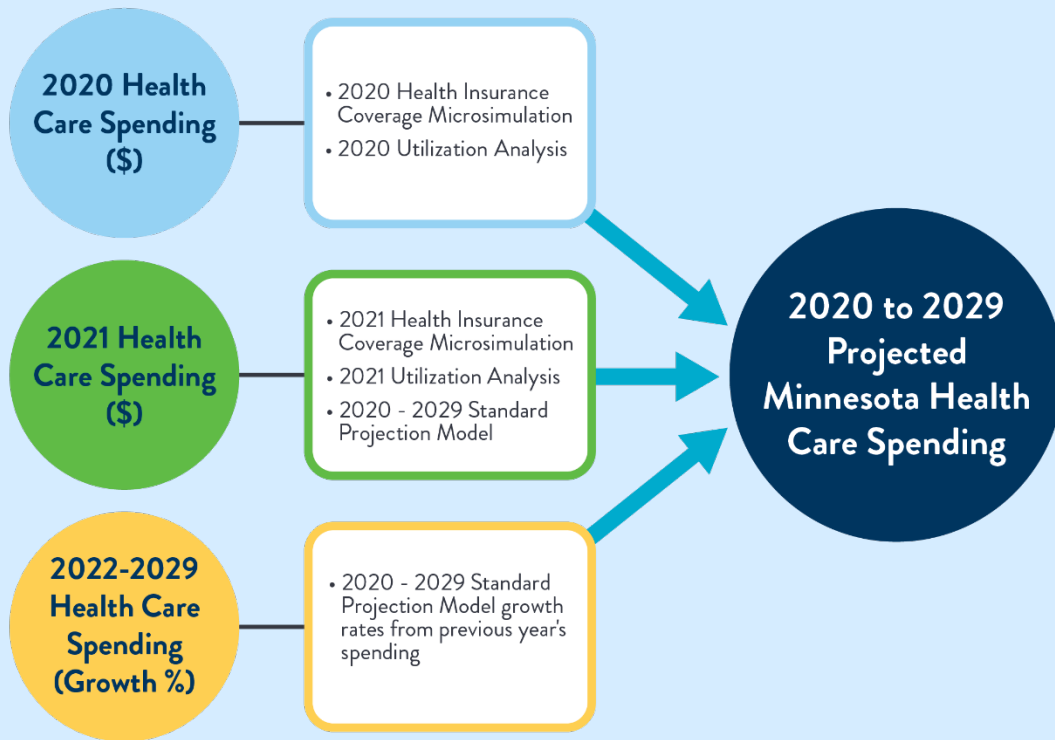 2020 Health
Care Spending
($)
• 2020 Health Insurance
Coverage Microsimulation
• 2020 Utilization Analysis
2021 Health
Care Spending
($)
• 2021 Health Insurance
Coverage Microsimulation
• 2021 Utilization Analysis
• 2020 - 2029 Standard
Projection Model
2022-2029
Health Care
Spending
(Growth %)
• 2020 - 2029 Standard
Projection Model growth
rates from previous year's
spending
2020 to 2029
Projected
Minnesota Health
Care Spending